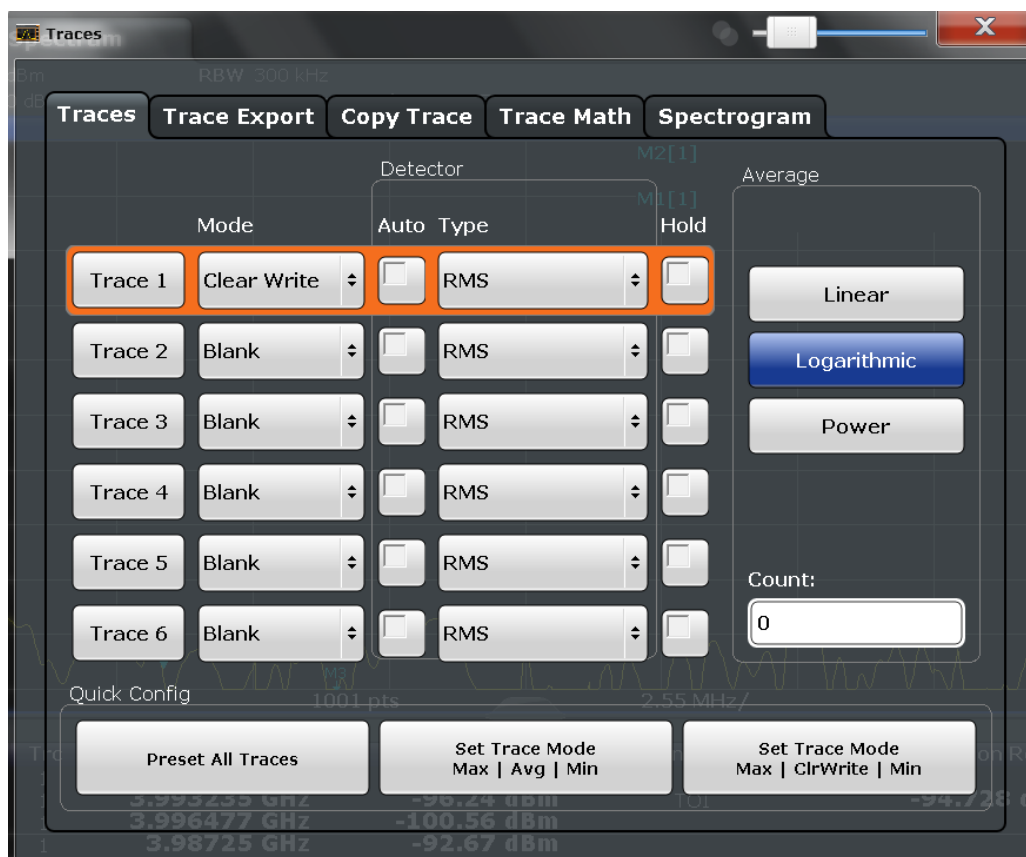 Traces
Spectrum
RBW 300 kHz
Traces Trace Export Copy Trace Trace Math Spectrogram
M2[1]
Detector
Average
M1[1]
Mode Auto Type Hold
Trace 1 Clear Write RMS
Linear
Trace 2 Blank RMS
Logarithmic
Trace 3 Blank RMS
Power
Trace 4 Blank RMS
Trace 5 Blank RMS
Count:
0
Trace 6 Blank RMS
M3
Quick Config
1001 pts 2.55 MHz/
Preset All Traces
Set Trace Mode
Max | Avg | Min
Set Trace Mode
Max | ClrWrite | Min
3.993235 GHz -96.24 dBm TOI -94.728
3.996477 GHz -100.56 dBm
1 3.98725 GHz -92.67 dBm